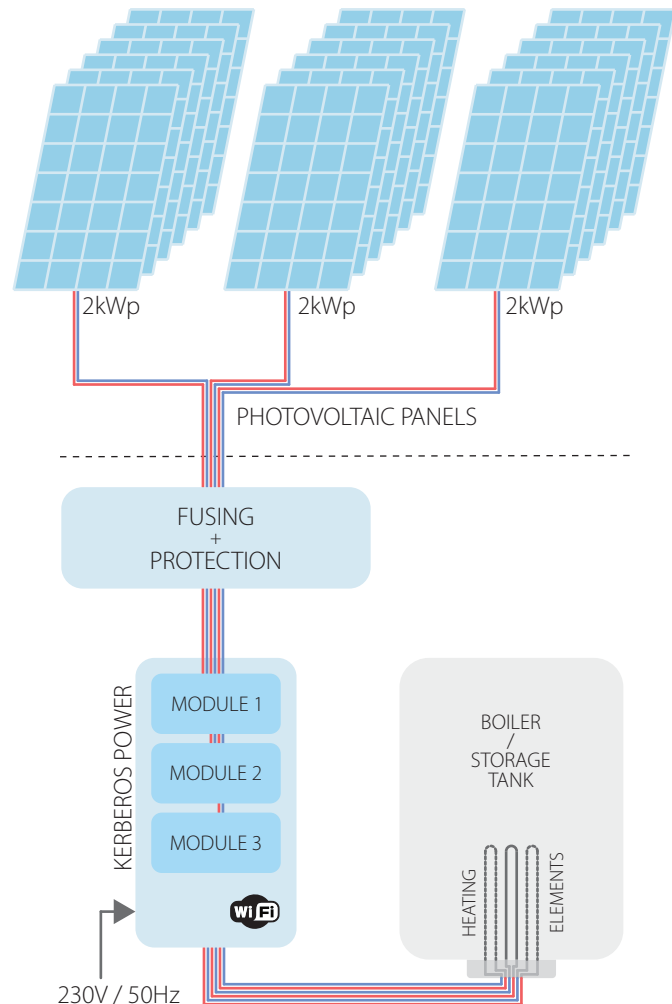 2kWp
2kWp
2kWp
PHOTOVOLTAIC PANELS
FUSING
+
PROTECTION
KERBEROS POWER
MODULE 1
MODULE 2
MODULE 3
WiFi
230V / 50Hz
BOILER
/
STORAGE
TANK
HEATING
ELEMENTS